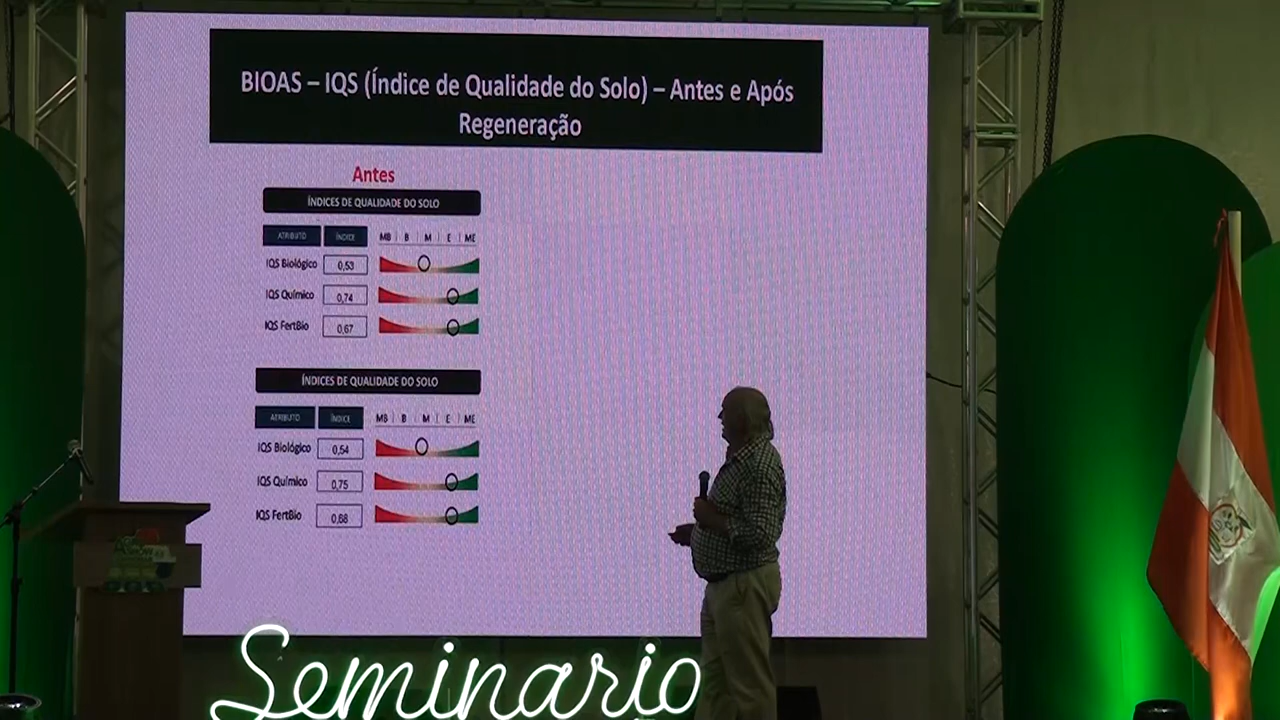 BIOAS – IQS (Índice de Qualidade do Solo) – Antes e Após
Regeneração
Antes
ÍNDICES DE QUALIDADE DO SOLO
ATRIBUTO ÍNDICE MB B M E ME
IQS Biológico 0,53
IQS Químico 0,74
IQS FertBio 0,67
ÍNDICES DE QUALIDADE DO SOLO
ATRIBUTO ÍNDICE MB B M E ME
IQS Biológico 0,54
IQS Químico 0,75
IQS FertBio 0,68
Seminario